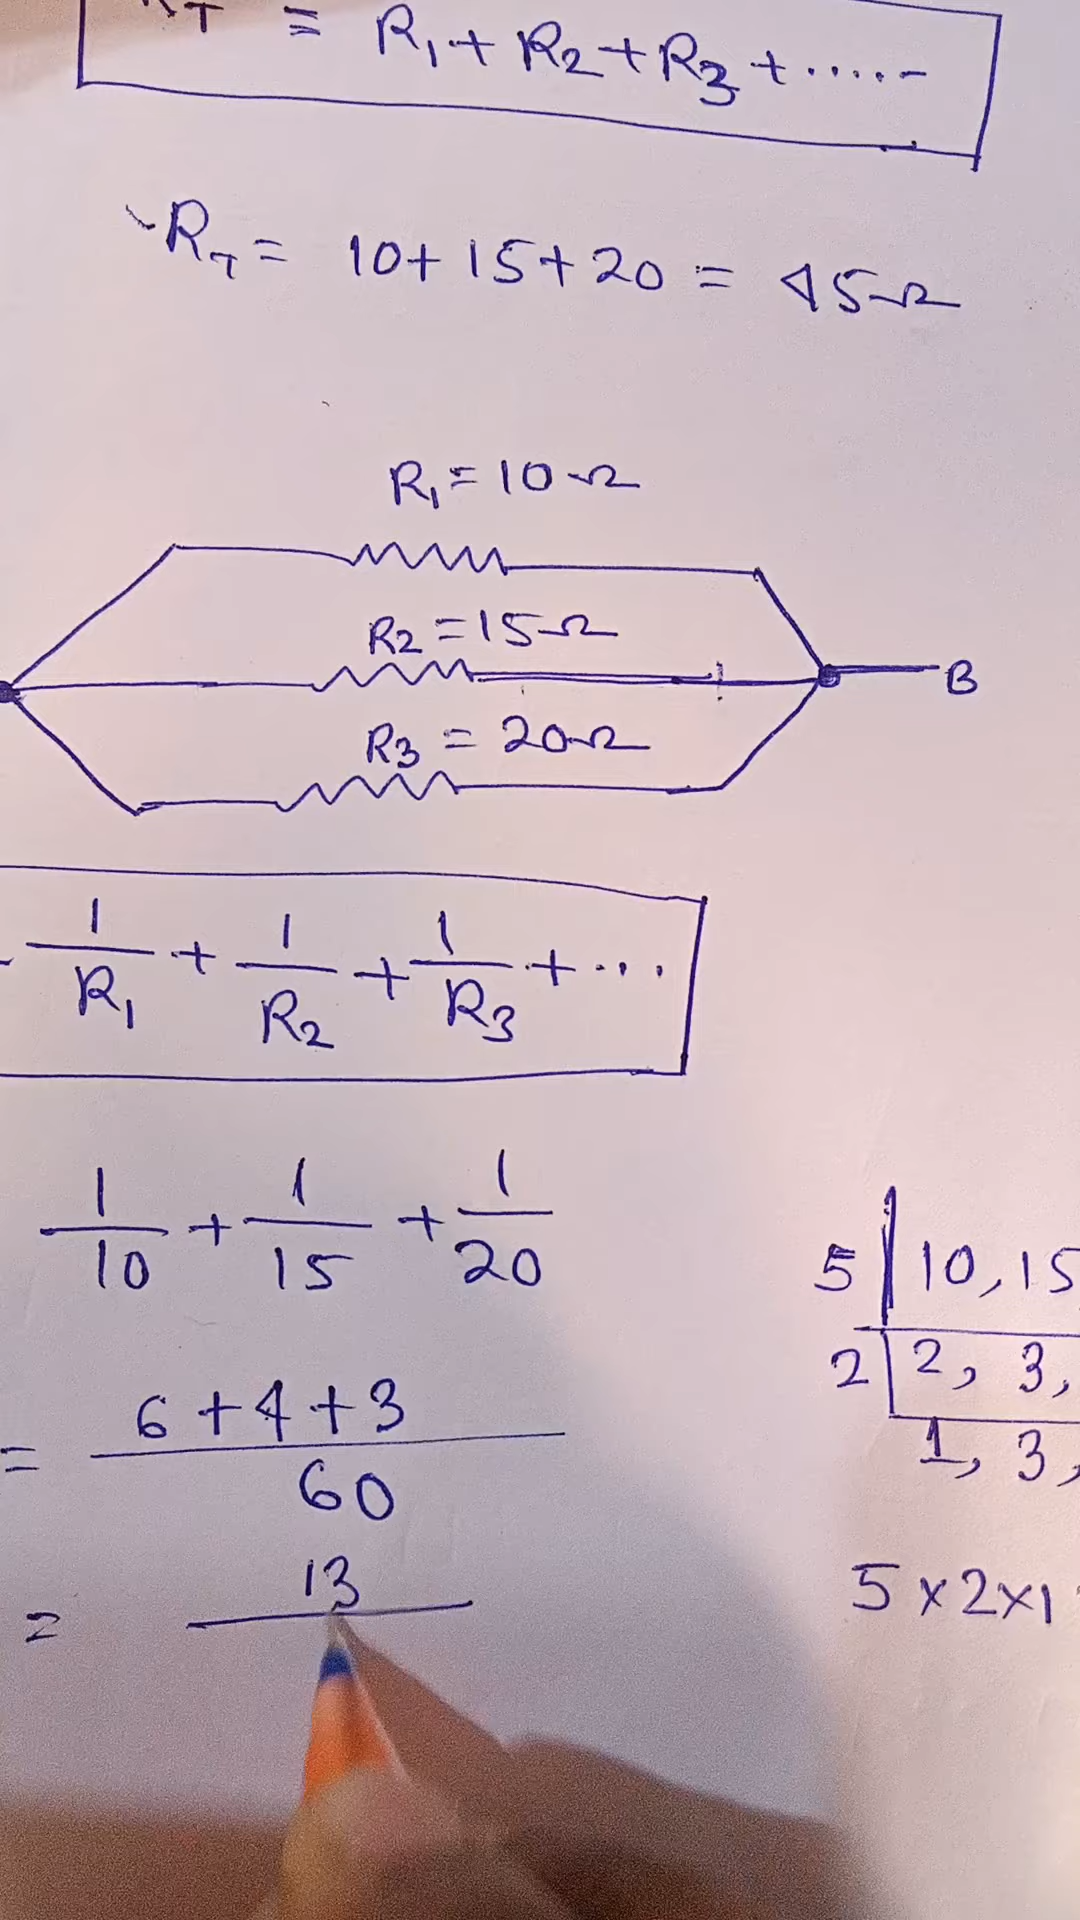 RT = R1 + R2 + R3 + .....-
RT = 10 + 15 + 20 = 45Ω
R1 = 10Ω
R2 = 15Ω
B
R3 = 20Ω
1/R1 + 1/R2 + 1/R3 + ...
1/10 + 1/15 + 1/20
5 | 10, 15
2 | 2, 3,
1, 3,
= 6+4+3/60
= 13
5×2×1